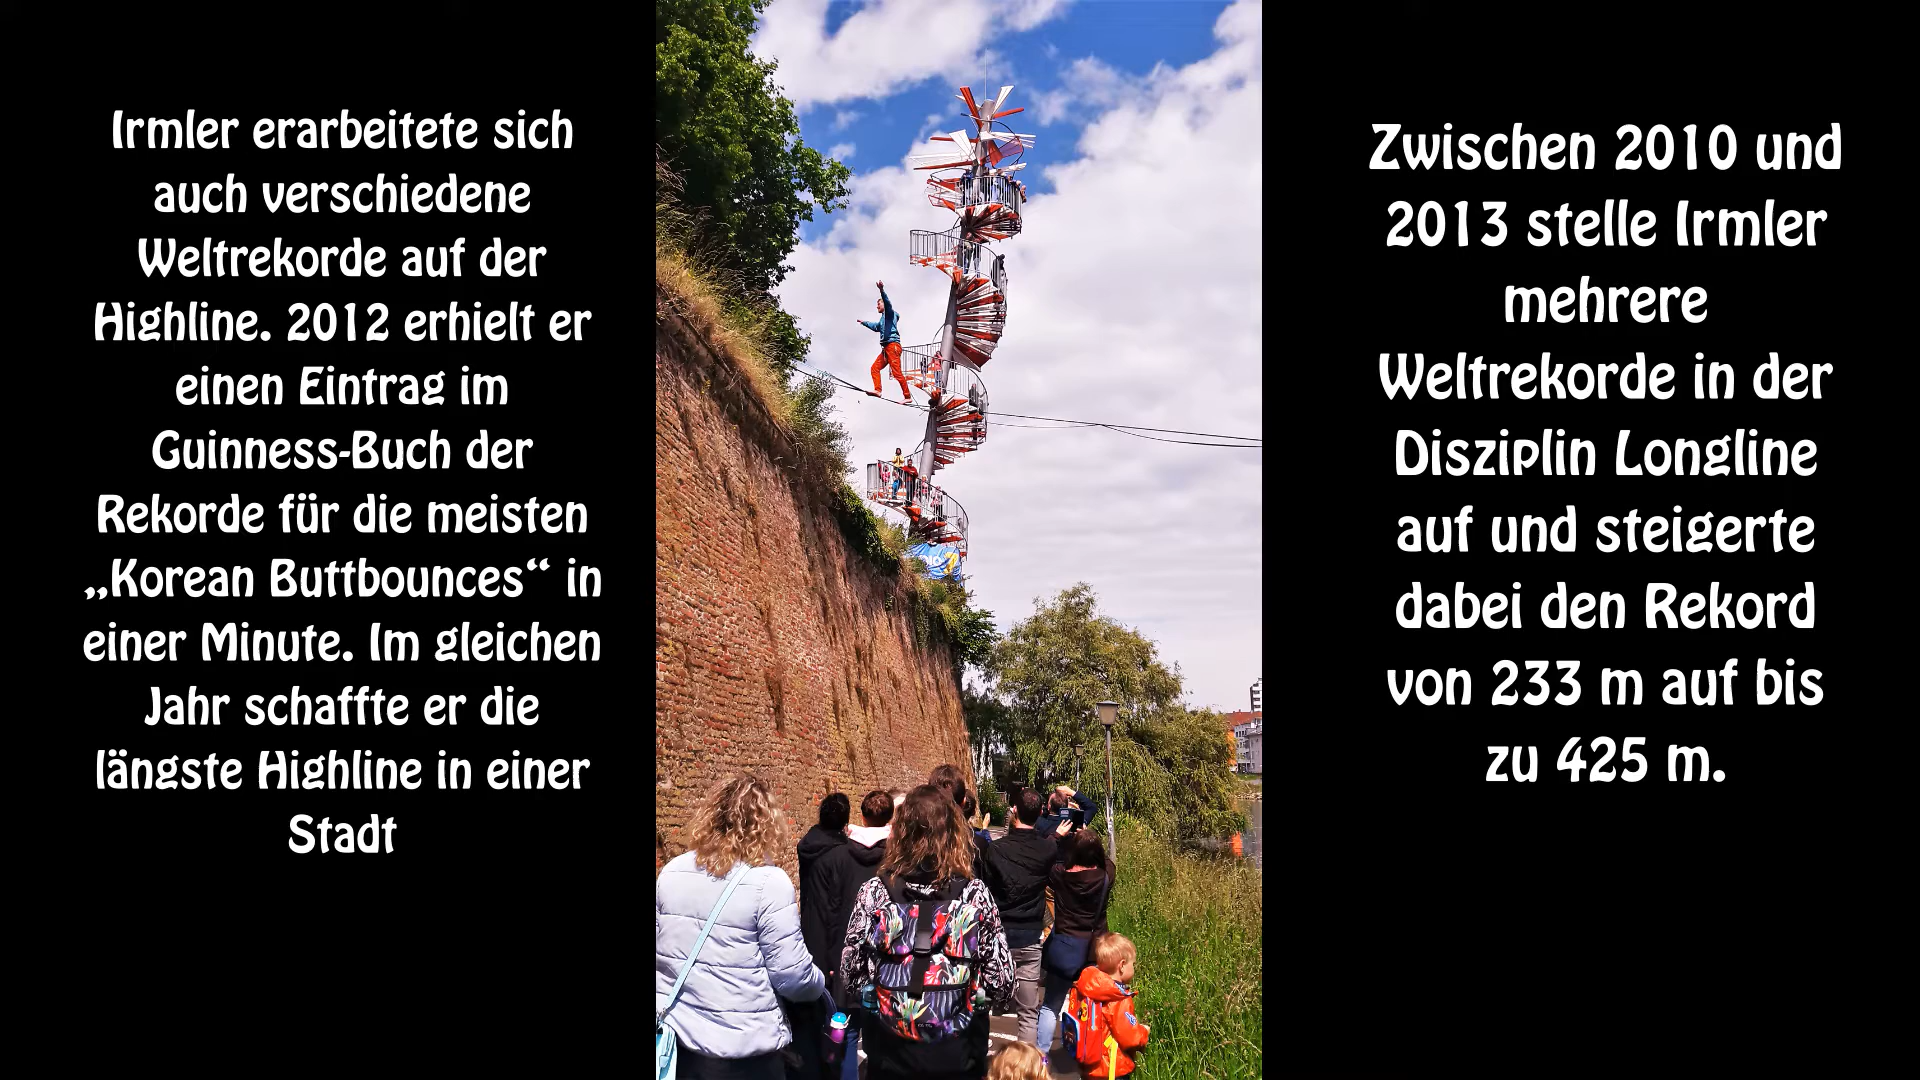 Irmler erarbeitete sich
auch verschiedene
Weltrekorde auf der
Highline. 2012 erhielt er
einen Eintrag im
Guinness-Buch der
Rekorde für die meisten
„Korean Buttbounces“ in
einer Minute. Im gleichen
Jahr schaffte er die
längste Highline in einer
Stadt
Zwischen 2010 und
2013 stelle Irmler
mehrere
Weltrekorde in der
Disziplin Longline
auf und steigerte
dabei den Rekord
von 233 m auf bis
zu 425 m.